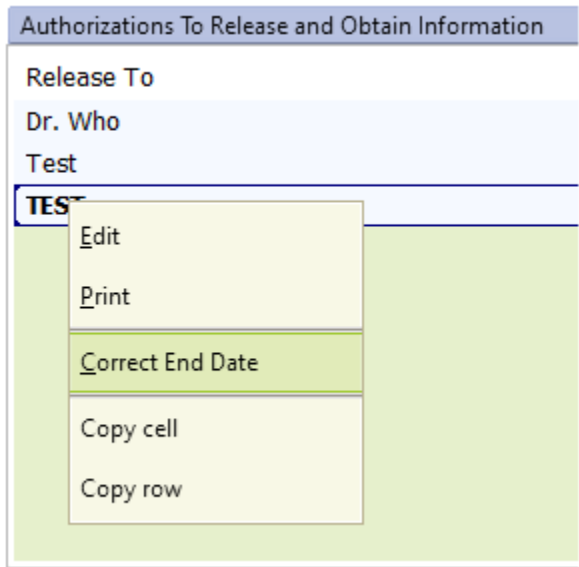 Authorizations To Release and Obtain Information
Release To
Dr. Who
Test
TEST
Edit
Print
Correct End Date
Copy cell
Copy row